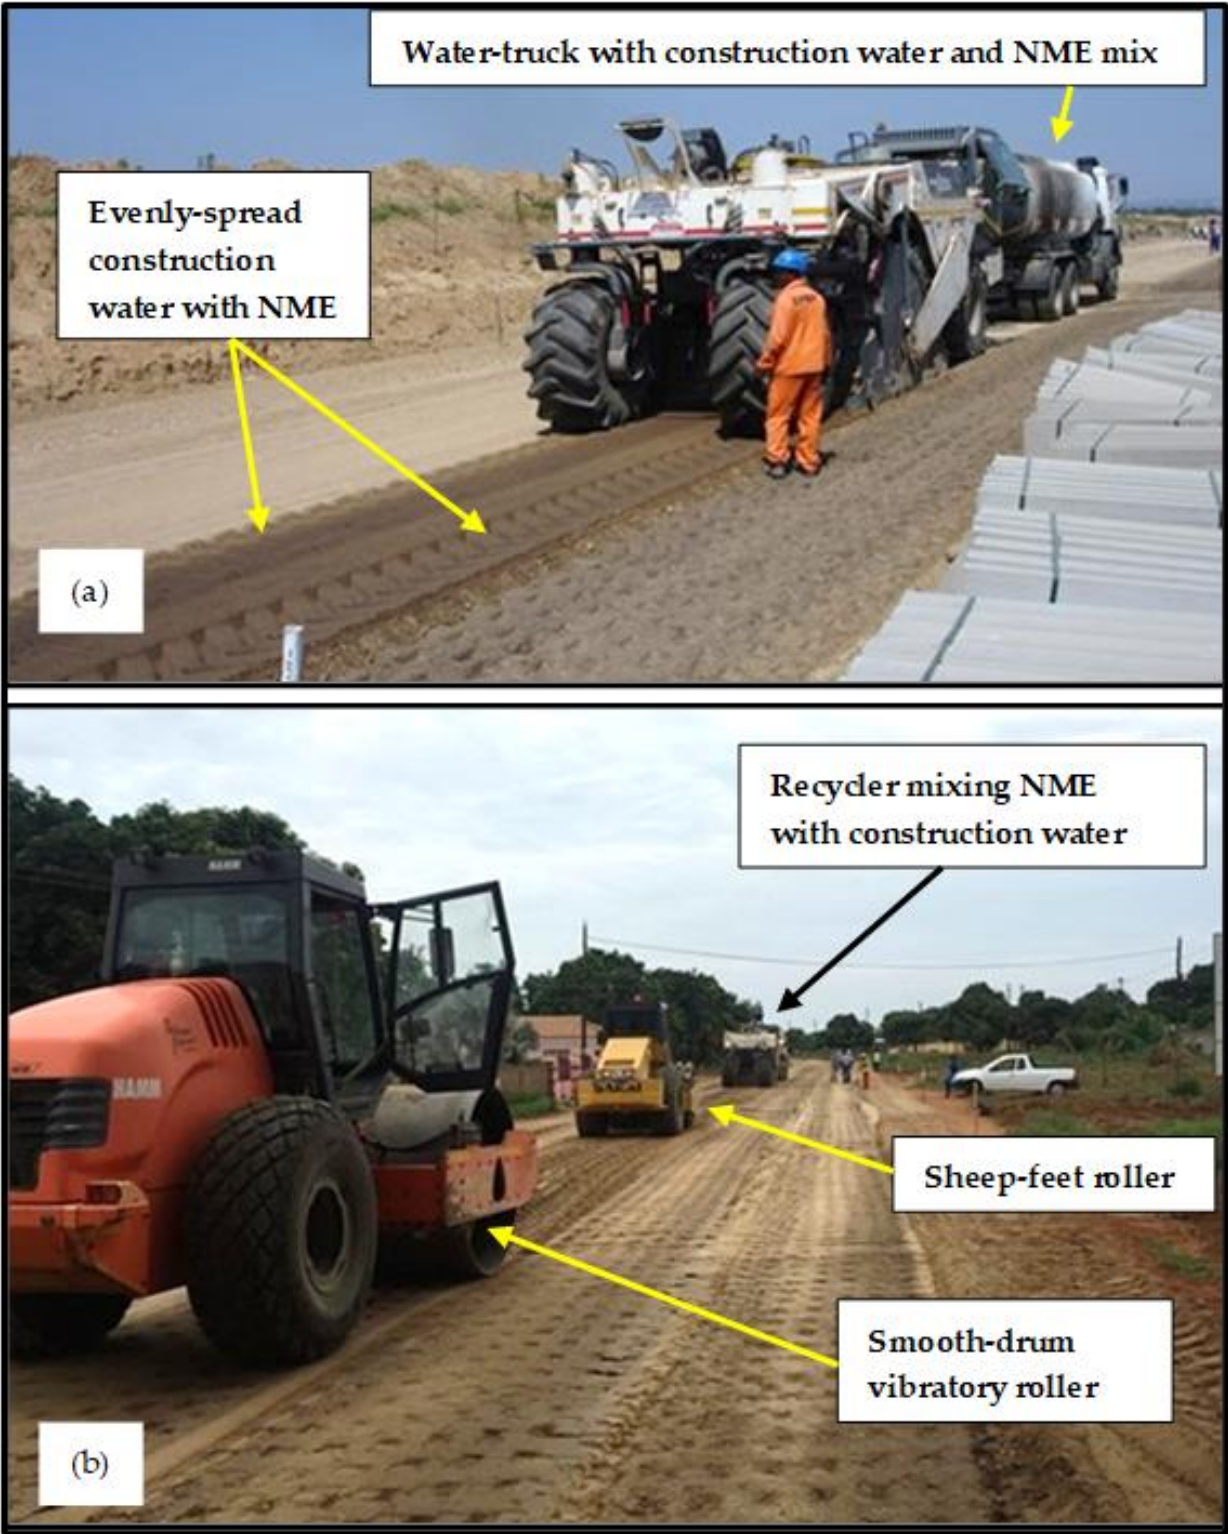 Water-truck with construction water and NME mix
Evenly-spread
construction
water with NME
(a)
Recycler mixing NME
with construction water
HAMM
HAMM
Sheep-feet roller
Smooth-drum
vibratory roller
(b)